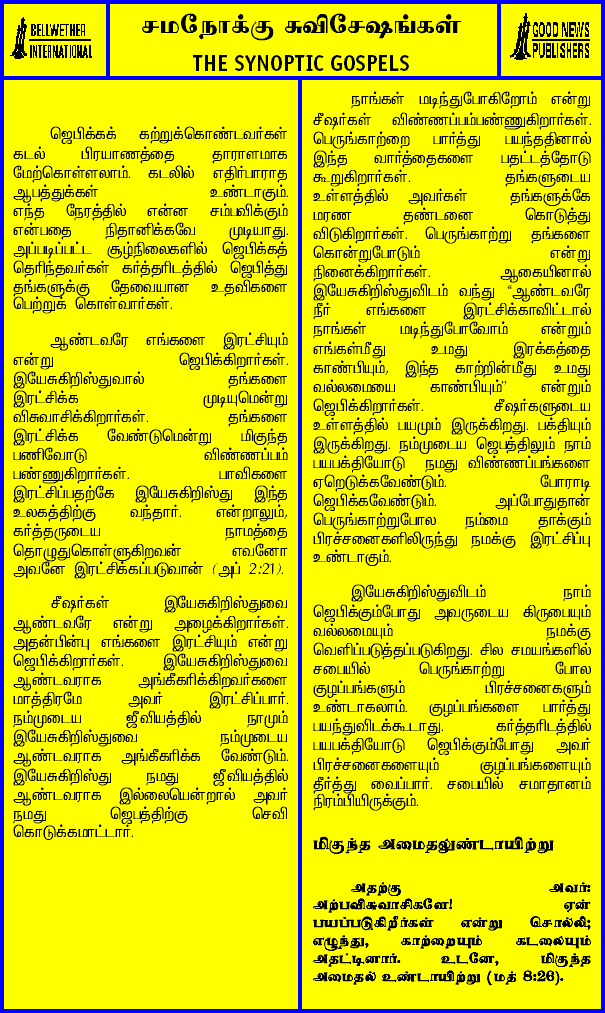 BELLWETHER
INTERNATIONAL
சமநோக்கு சுவிசேஷங்கள்
THE SYNOPTIC GOSPELS
GOOD NEWS
PUBLISHERS
ஜெபிக்கக் கற்றுக்கொண்டவர்கள்
கடல் பிரயாணத்தை தாராளமாக
மேற்கொள்ளலாம். கடலில் எதிர்பாராத
ஆபத்துக்கள் உண்டாகும்.
எந்த நேரத்தில் என்ன சம்பவிக்கும்
என்பதை நிதானிக்கவே முடியாது.
அப்படிப்பட்ட சூழ்நிலைகளில் ஜெபிக்கத்
தெரிந்தவர்கள் கர்த்தரிடத்தில் ஜெபித்து
தங்களுக்கு தேவையான உதவிகளை
பெற்றுக் கொள்வார்கள்.
ஆண்டவரே எங்களை இரட்சியும்
என்று ஜெபிக்கிறார்கள்.
இயேசுகிறிஸ்துவால் தங்களை
இரட்சிக்க முடியுமென்று
விசுவாசிக்கிறார்கள். தங்களை
இரட்சிக்க வேண்டுமென்று மிகுந்த
பணிவோடு விண்ணப்பம்
பண்ணுகிறார்கள். பாவிகளை
இரட்சிப்பதற்கே இயேசுகிறிஸ்து இந்த
உலகத்திற்கு வந்தார். என்றாலும்,
கர்த்தருடைய நாமத்தை
தொழுதுகொள்ளுகிறவன் எவனோ
அவனே இரட்சிக்கப்படுவான் (அப் 2:21).
சீஷர்கள் இயேசுகிறிஸ்துவை
ஆண்டவரே என்று அழைக்கிறார்கள்.
அதன்பின்பு எங்களை இரட்சியும் என்று
ஜெபிக்கிறார்கள். இயேசுகிறிஸ்துவை
ஆண்டவராக அங்கீகரிக்கிறவர்களை
மாத்திரமே அவர் இரட்சிப்பார்.
நம்முடைய ஜீவியத்தில் நாமும்
இயேசுகிறிஸ்துவை நம்முடைய
ஆண்டவராக அங்கீகரிக்க வேண்டும்.
இயேசுகிறிஸ்து நமது ஜீவியத்தில்
ஆண்டவராக இல்லையென்றால் அவர்
நமது ஜெபத்திற்கு செவி
கொடுக்கமாட்டார்.
நாங்கள் மடிந்துபோகிறோம் என்று
சீஷர்கள் விண்ணப்பம்பண்ணுகிறார்கள்.
பெருங்காற்றை பார்த்து பயந்ததினால்
இந்த வார்த்தைகளை பதட்டத்தோடு
கூறுகிறார்கள். தங்களுடைய
உள்ளத்தில் அவர்கள் தங்களுக்கே
மரண தண்டனை கொடுத்து
விடுகிறார்கள். பெருங்காற்று தங்களை
கொன்றுபோடும் என்று
நினைக்கிறார்கள். ஆகையினால்
இயேசுகிறிஸ்துவிடம் வந்து “ஆண்டவரே
நீர் எங்களை இரட்சிக்காவிட்டால்
நாங்கள் மடிந்துபோவோம் என்றும்
எங்கள்மீது உமது இரக்கத்தை
காண்பியும், இந்த காற்றின்மீது உமது
வல்லமையை காண்பியும்” என்றும்
ஜெபிக்கிறார்கள். சீஷர்களுடைய
உள்ளத்தில் பயமும் இருக்கிறது. பக்தியும்
இருக்கிறது. நம்முடைய ஜெபத்திலும் நாம்
பயபக்தியோடு நமது விண்ணப்பங்களை
ஏறெடுக்கவேண்டும். போராடி
ஜெபிக்கவேண்டும். அப்போதுதான்
பெருங்காற்றுபோல நம்மை தாக்கும்
பிரச்சனைகளிலிருந்து நமக்கு இரட்சிப்பு
உண்டாகும்.
இயேசுகிறிஸ்துவிடம் நாம்
ஜெபிக்கும்போது அவருடைய கிருபையும்
வல்லமையும் நமக்கு
வெளிப்படுத்தப்படுகிறது. சில சமயங்களில்
சபையில் பெருங்காற்று போல
குழப்பங்களும் பிரச்சனைகளும்
உண்டாகலாம். குழப்பங்களை பார்த்து
பயந்துவிடக்கூடாது. கர்த்தரிடத்தில்
பயபக்தியோடு ஜெபிக்கும்போது அவர்
பிரச்சனைகளையும் குழப்பங்களையும்
தீர்த்து வைப்பார். சபையில் சமாதானம்
நிரம்பியிருக்கும்.
மிகுந்த அமைதலுண்டாயிற்று
அதற்கு அவர்:
அற்பவிசுவாசிகளே! ஏன்
பயப்படுகிறீர்கள் என்று சொல்லி;
எழுந்து, காற்றையும் கடலையும்
அதட்டினார். உடனே, மிகுந்த
அமைதல் உண்டாயிற்று (மத் 8:26).